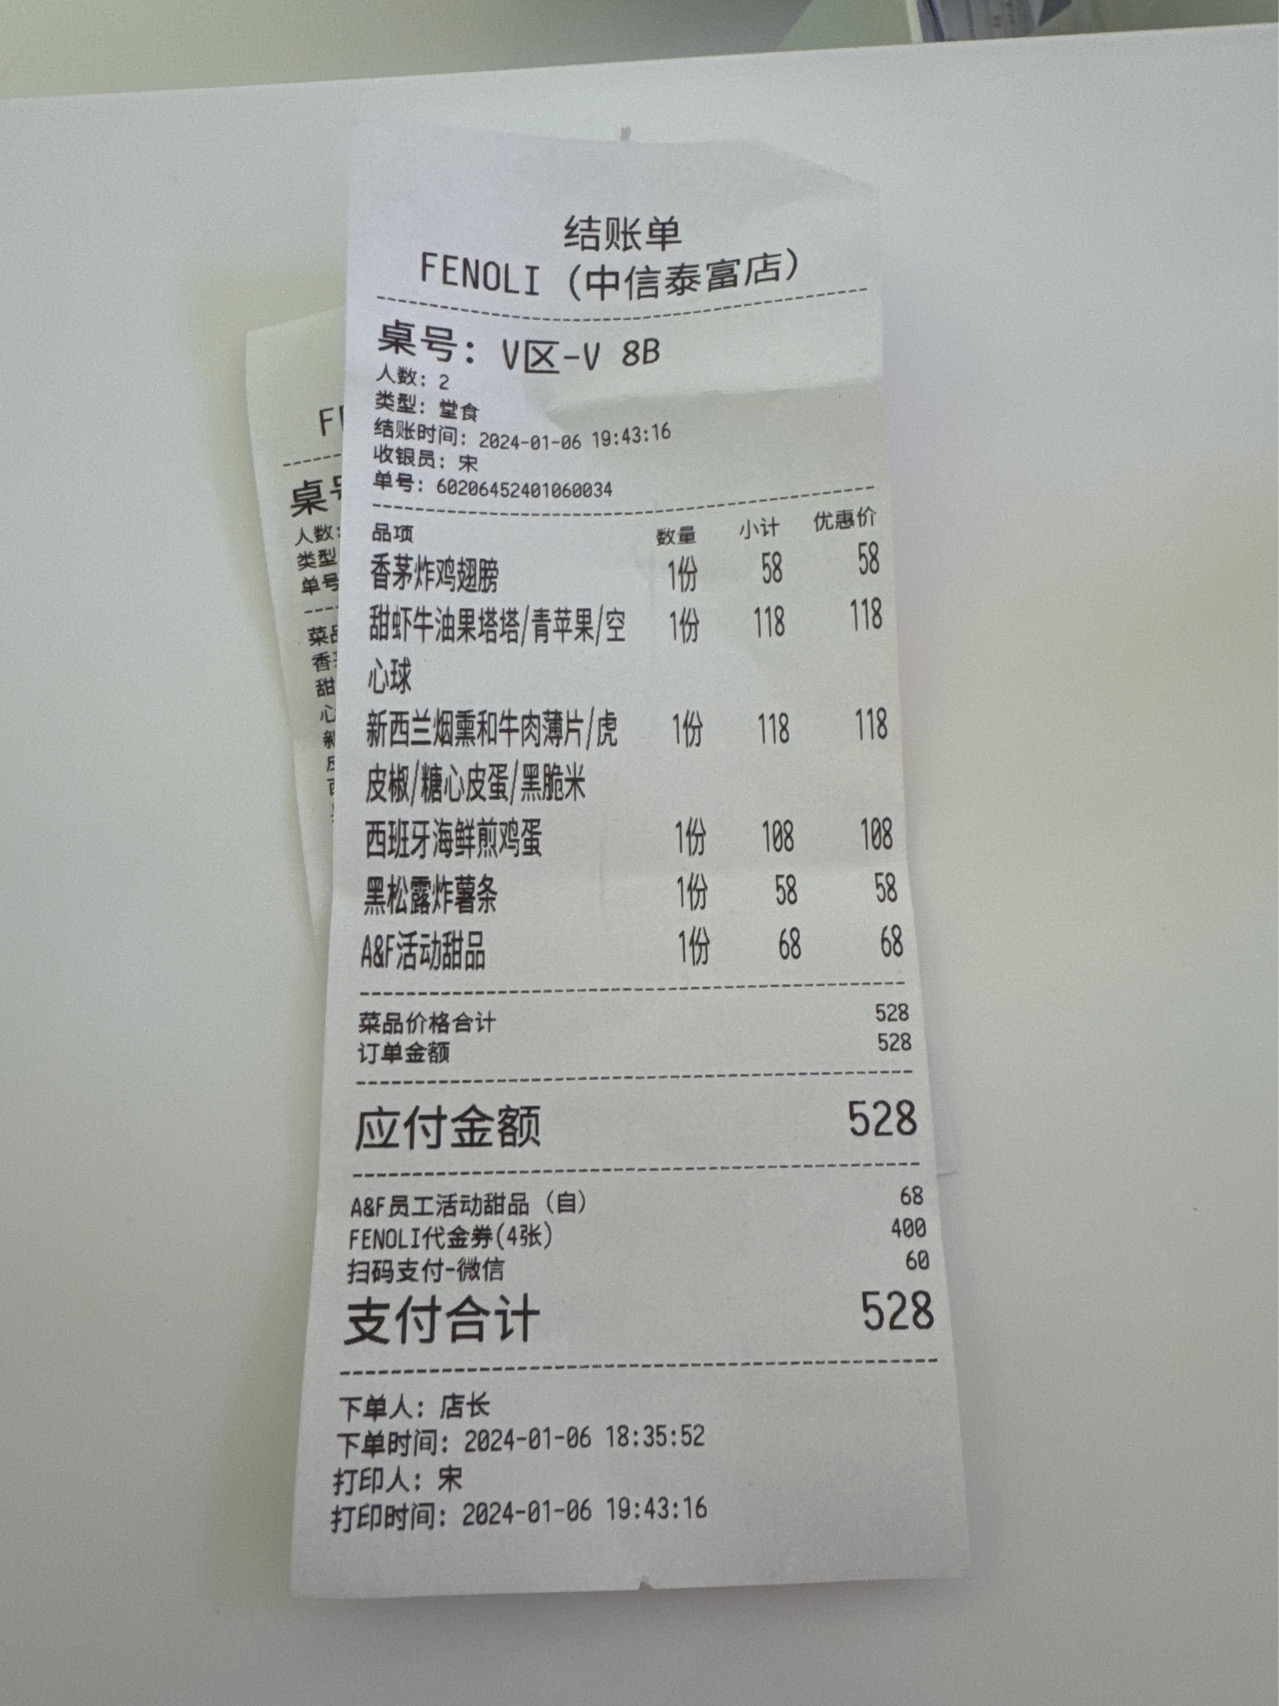 结账单
FENOLI（中信泰富店）
桌号：V区-V 8B
人数：2
类型：堂食
结账时间：2024-01-06 19:43:16
收银员：宋
单号：60206452401060034
品项 数量 小计 优惠价
香茅炸鸡翅膀 1份 58 58
甜虾牛油果塔塔/青苹果/空 1份 118 118
心球
新西兰烟熏和牛肉薄片/虎 1份 118 118
皮椒/糖心皮蛋/黑脆米
西班牙海鲜煎鸡蛋 1份 108 108
黑松露炸薯条 1份 58 58
A&F活动甜品 1份 68 68
菜品价格合计 528
订单金额 528
应付金额 528
A&F员工活动甜品（自） 68
FENOLI代金券(4张) 400
扫码支付-微信 60
支付合计 528
下单人：店长
下单时间：2024-01-06 18:35:52
打印人：宋
打印时间：2024-01-06 19:43:16
桌
人数：
类型
单号
香
甜
心